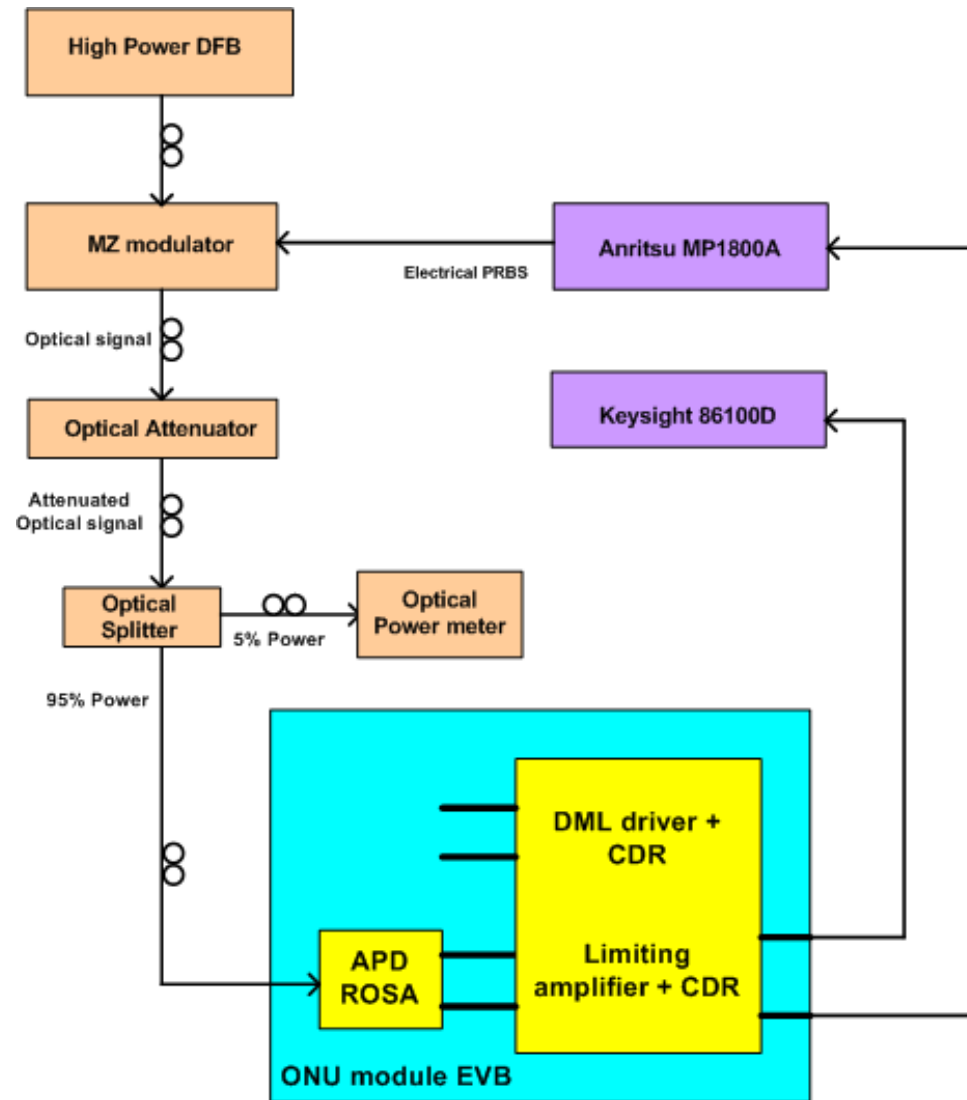 High Power DFB
MZ modulator
Anritsu MP1800A
Electrical PRBS
Optical signal
Keysight 86100D
Optical Attenuator
Attenuated
Optical signal
Optical
Splitter
5% Power
Optical
Power meter
95% Power
DML driver +
CDR
APD
ROSA
Limiting
amplifier + CDR
ONU module EVB